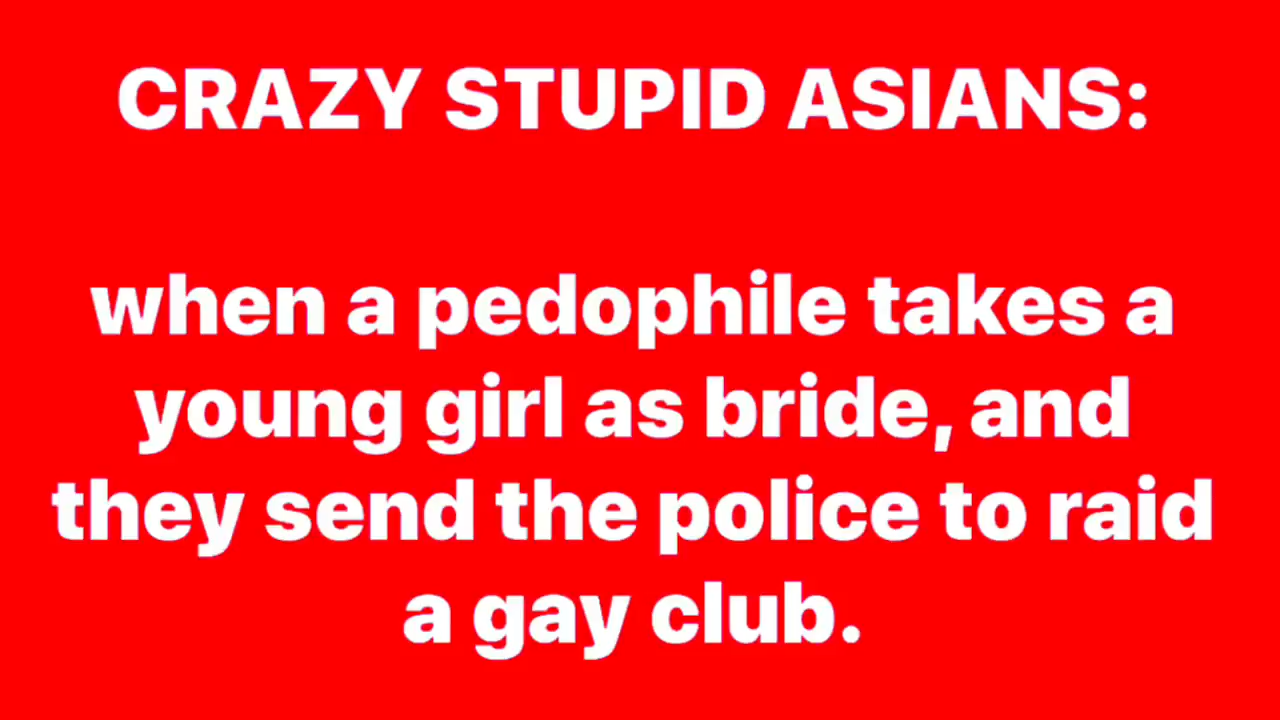 CRAZY STUPID ASIANS:
when a pedophile takes a
young girl as bride, and
they send the police to raid
a gay club.